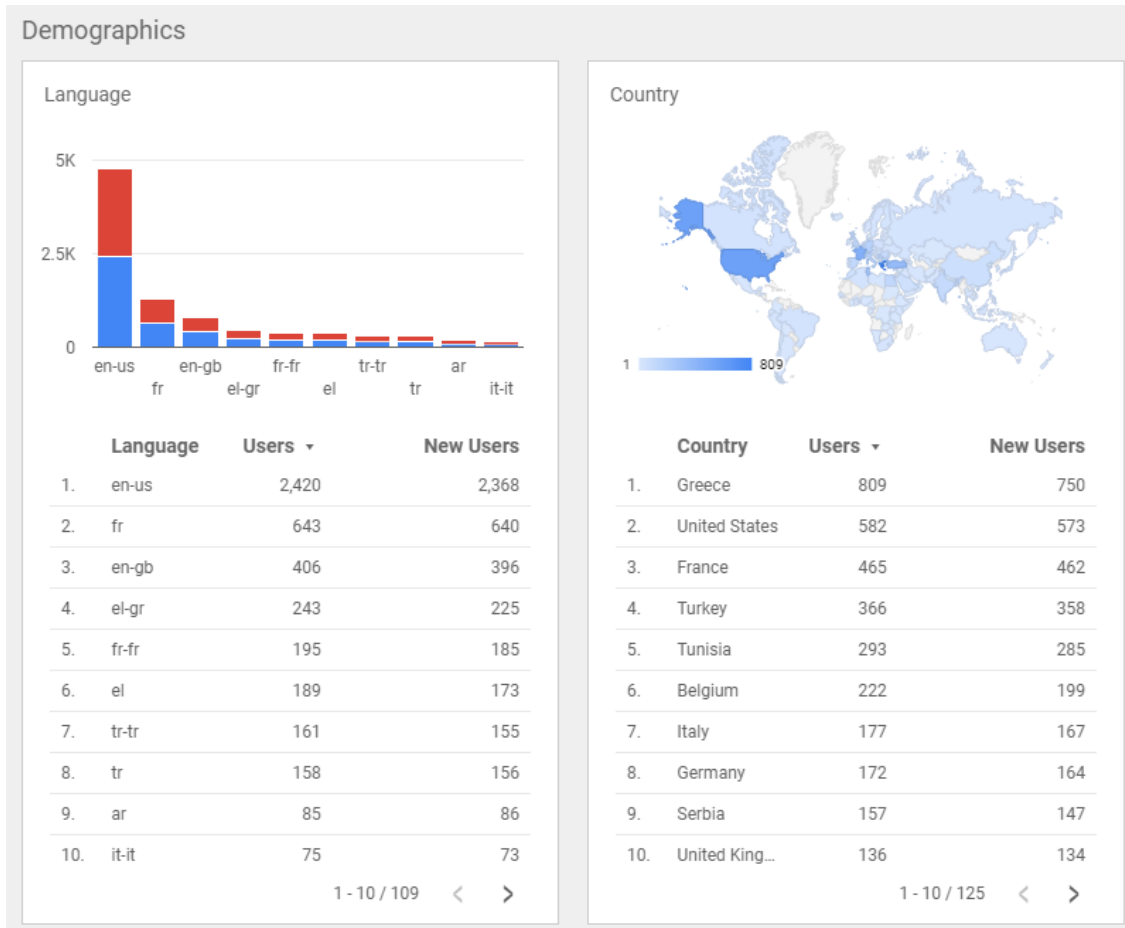 Demographics
Language
5K
2.5K
0
en-us
fr
en-gb
el-gr
fr-fr
el
tr-tr
tr
ar
it-it
Language Users New Users
1. en-us 2,420 2,368
2. fr 643 640
3. en-gb 406 396
4. el-gr 243 225
5. fr-fr 195 185
6. el 189 173
7. tr-tr 161 155
8. tr 158 156
9. ar 85 86
10. it-it 75 73
1 - 10 / 109
Country
1 809
Country Users New Users
1. Greece 809 750
2. United States 582 573
3. France 465 462
4. Turkey 366 358
5. Tunisia 293 285
6. Belgium 222 199
7. Italy 177 167
8. Germany 172 164
9. Serbia 157 147
10. United King... 136 134
1 - 10 / 125